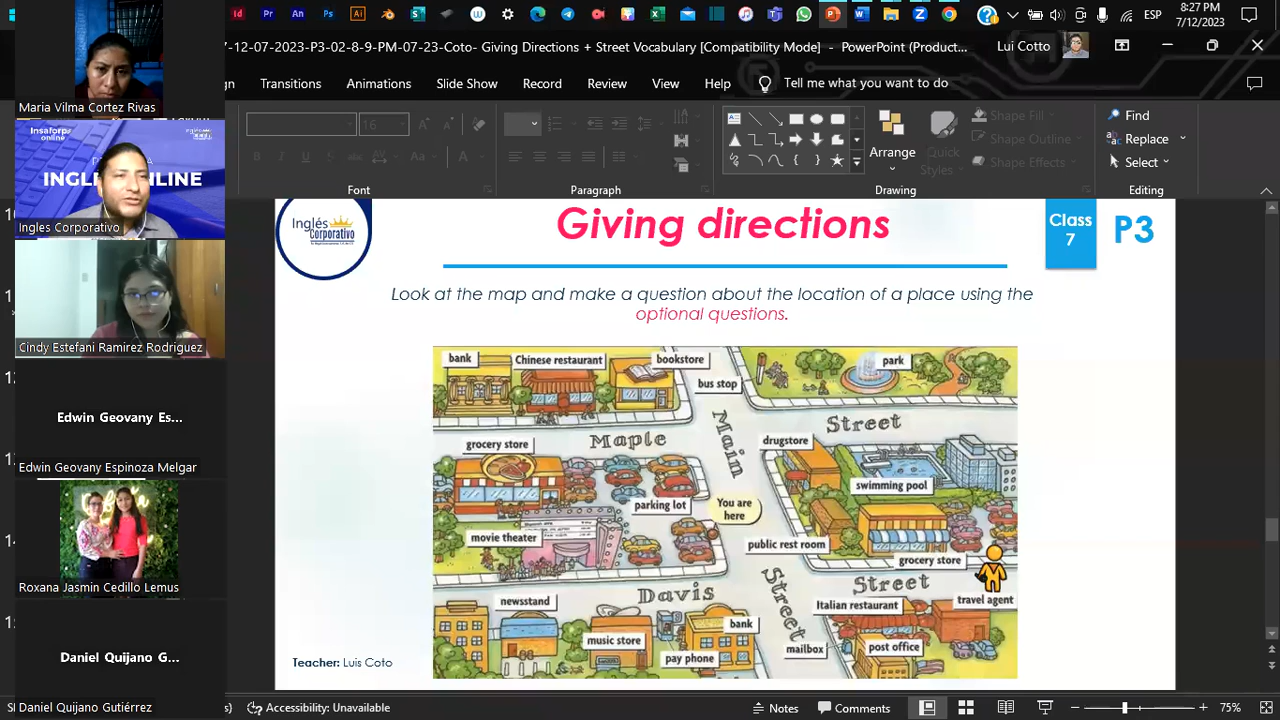 8:27 PM
ESP
7/12/2023
7-12-07-2023-P3-02-8-9-PM-07-23-Coto- Giving Directions + Street Vocabulary [Compatibility Mode] - PowerPoint (Product...
Lui Cotto
Transitions
Animations
Slide Show
Record
Review
View
Help
Tell me what you want to do
16
Find
Replace
Select
Arrange
Quick
Styles
Shape Fill
Shape Outline
Shape Effects
Font
Paragraph
Drawing
Editing
Maria Vilma Cortez Rivas
Insaforp
online
INGLÉS ONLINE
Ingles Corporativo
Cindy Estefani Ramirez Rodriguez
Edwin Geovany Es...
Edwin Geovany Espinoza Melgar
Roxana Jasmin Cedillo Lemus
Daniel Quijano G...
Daniel Quijano Gutiérrez
Inglés
Corporativo
Giving directions
Class
7
P3
Look at the map and make a question about the location of a place using the
optional questions.
bank
Chinese restaurant
bookstore
park
bus stop
Maple
Main
Street
grocery store
drugstore
swimming pool
parking lot
You are
here
movie theater
public rest room
grocery store
Davis
Street
Street
travel agent
newsstand
Italian restaurant
music store
bank
mailbox
post office
pay phone
Teacher: Luis Coto
Accessibility: Unavailable
Notes
Comments
75%